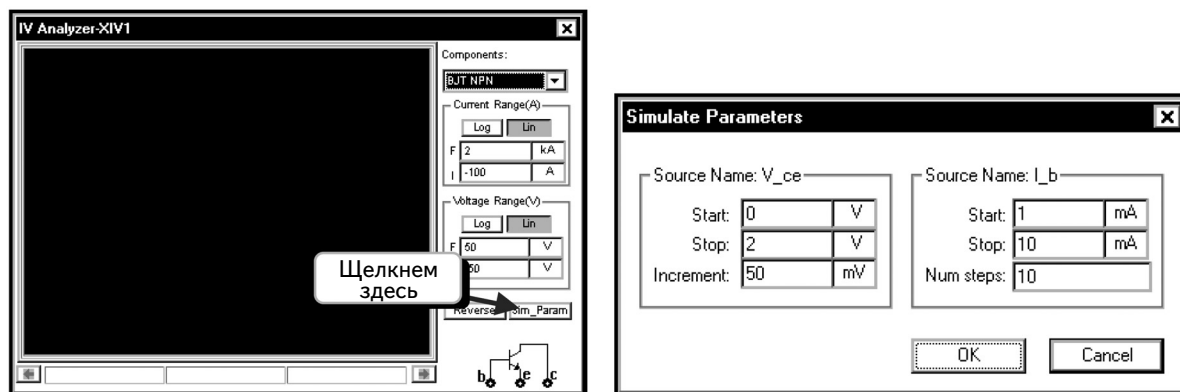 IV Analyzer-XIV1
Components:
BJT NPN
Current Range(A)
Log Lin
F 2 kA
I -100 A
Voltage Range(V)
Log Lin
F 50 V
50 V
Щелкнем
здесь
Reverse Sim_Param
b e c
Simulate Parameters
Source Name: V_ce
Start: 0 V
Stop: 2 V
Increment: 50 mV
Source Name: I_b
Start: 1 mA
Stop: 10 mA
Num steps: 10
OK Cancel